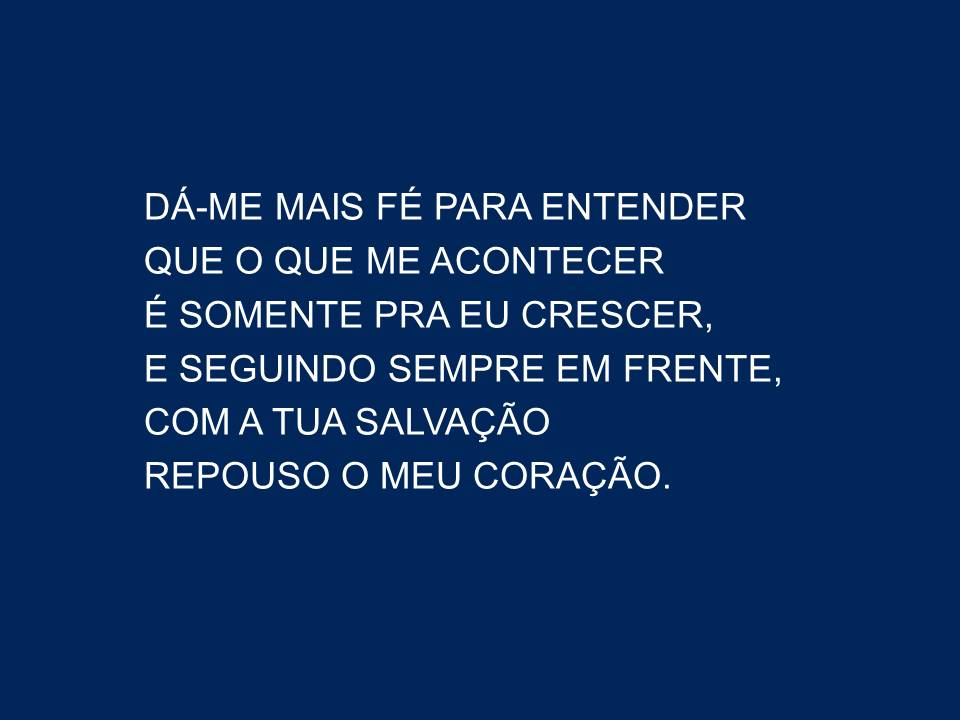 DÁ-ME MAIS FÉ PARA ENTENDER
QUE O QUE ME ACONTECER
É SOMENTE PRA EU CRESCER,
E SEGUINDO SEMPRE EM FRENTE,
COM A TUA SALVAÇÃO
REPOUSO O MEU CORAÇÃO.